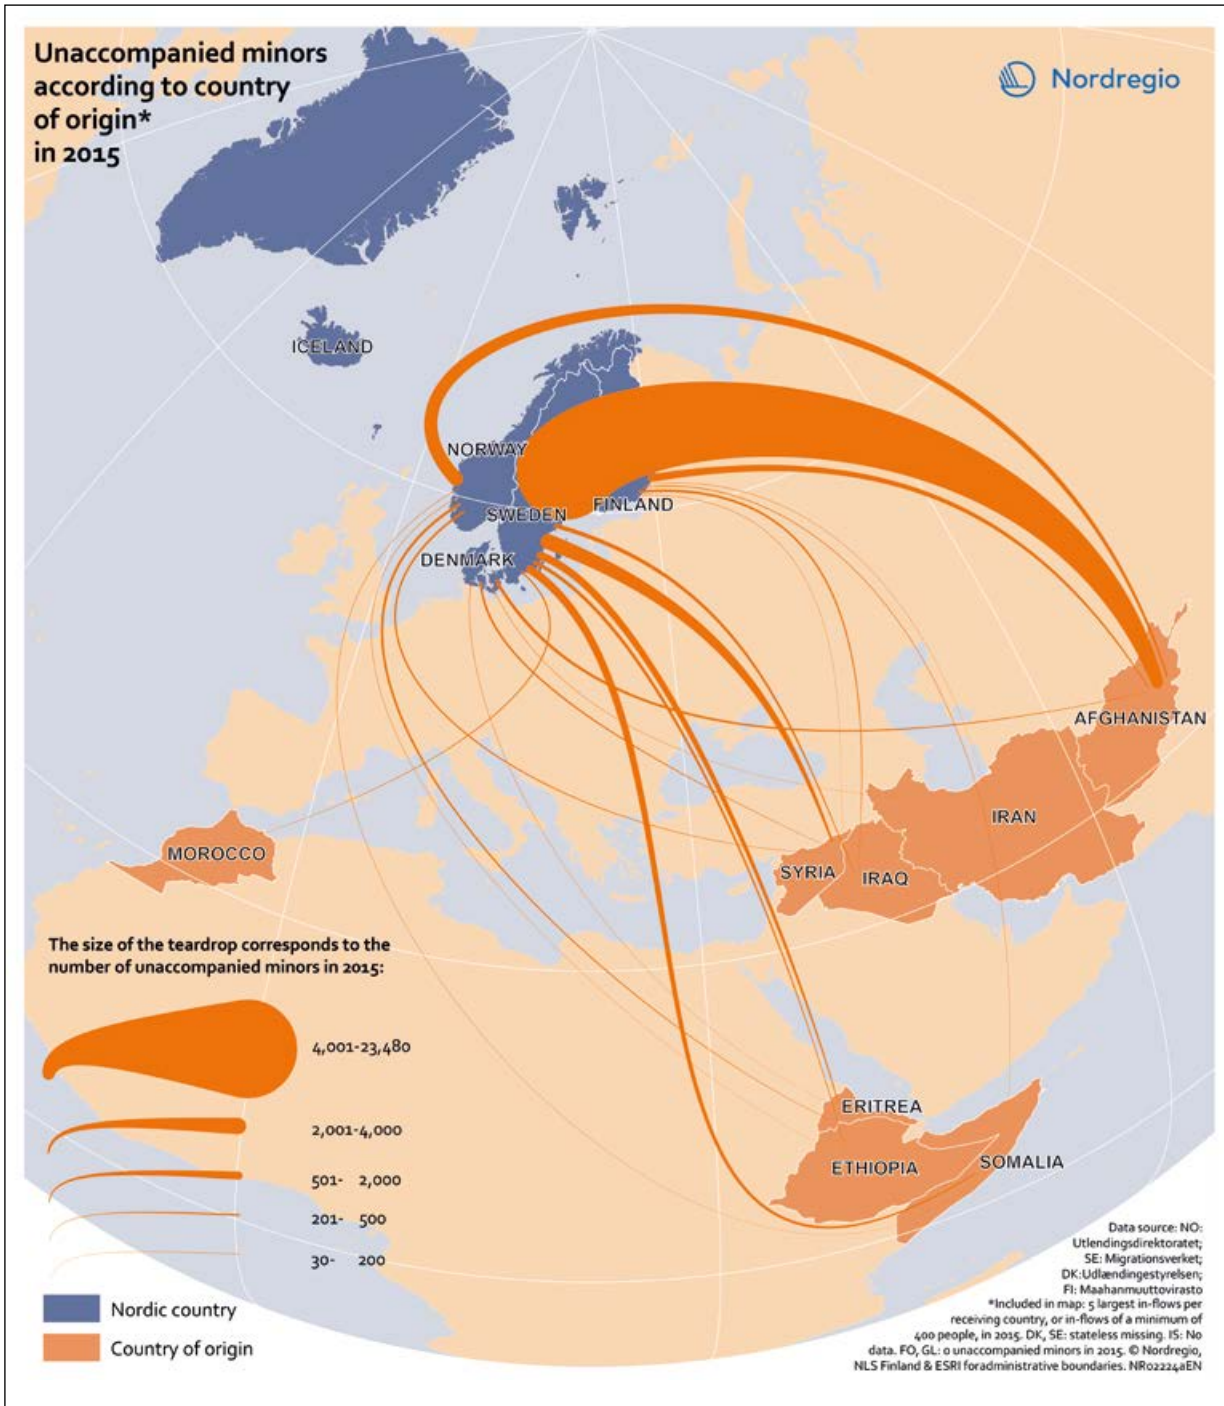 Unaccompanied minors
according to country
of origin*
in 2015
Nordregio
ICELAND
NORWAY
FINLAND
SWEDEN
DENMARK
AFGHANISTAN
IRAN
MOROCCO
SYRIA
IRAQ
The size of the teardrop corresponds to the
number of unaccompanied minors in 2015:
4,001-23,480
2,001-4,000
501- 2,000
201- 500
30- 200
ERITREA
ETHIOPIA
SOMALIA
Nordic country
Country of origin
Data source: NO:
Utlendingsdirektoratet;
SE: Migrationsverket;
DK:Udlændingestyrelsen;
FI: Maahanmuuttovirasto
*Included in map: 5 largest in-flows per
receiving country, or in-flows of a minimum of
400 people, in 2015. DK, SE: stateless missing. IS: No
data. FO, GL: 0 unaccompanied minors in 2015. © Nordregio,
NLS Finland & ESRI foradministrative boundaries. NR02224aEN